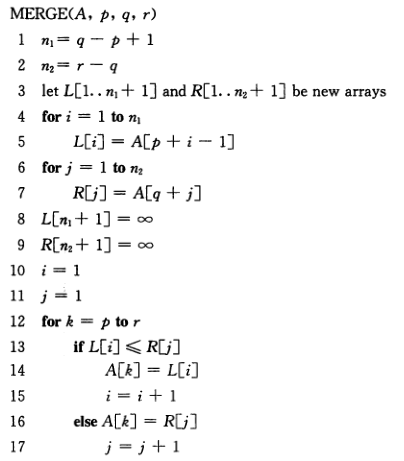 MERGE(A, p, q, r)
1 n₁ = q − p + 1
2 n₂ = r − q
3 let L[1..n₁+ 1] and R[1..n₂+ 1] be new arrays
4 for i = 1 to n₁
5 L[i] = A[p + i − 1]
6 for j = 1 to n₂
7 R[j] = A[q + j]
8 L[n₁+ 1] = ∞
9 R[n₂+ 1] = ∞
10 i = 1
11 j = 1
12 for k = p to r
13 if L[i] ⩽ R[j]
14 A[k] = L[i]
15 i = i + 1
16 else A[k] = R[j]
17 j = j + 1